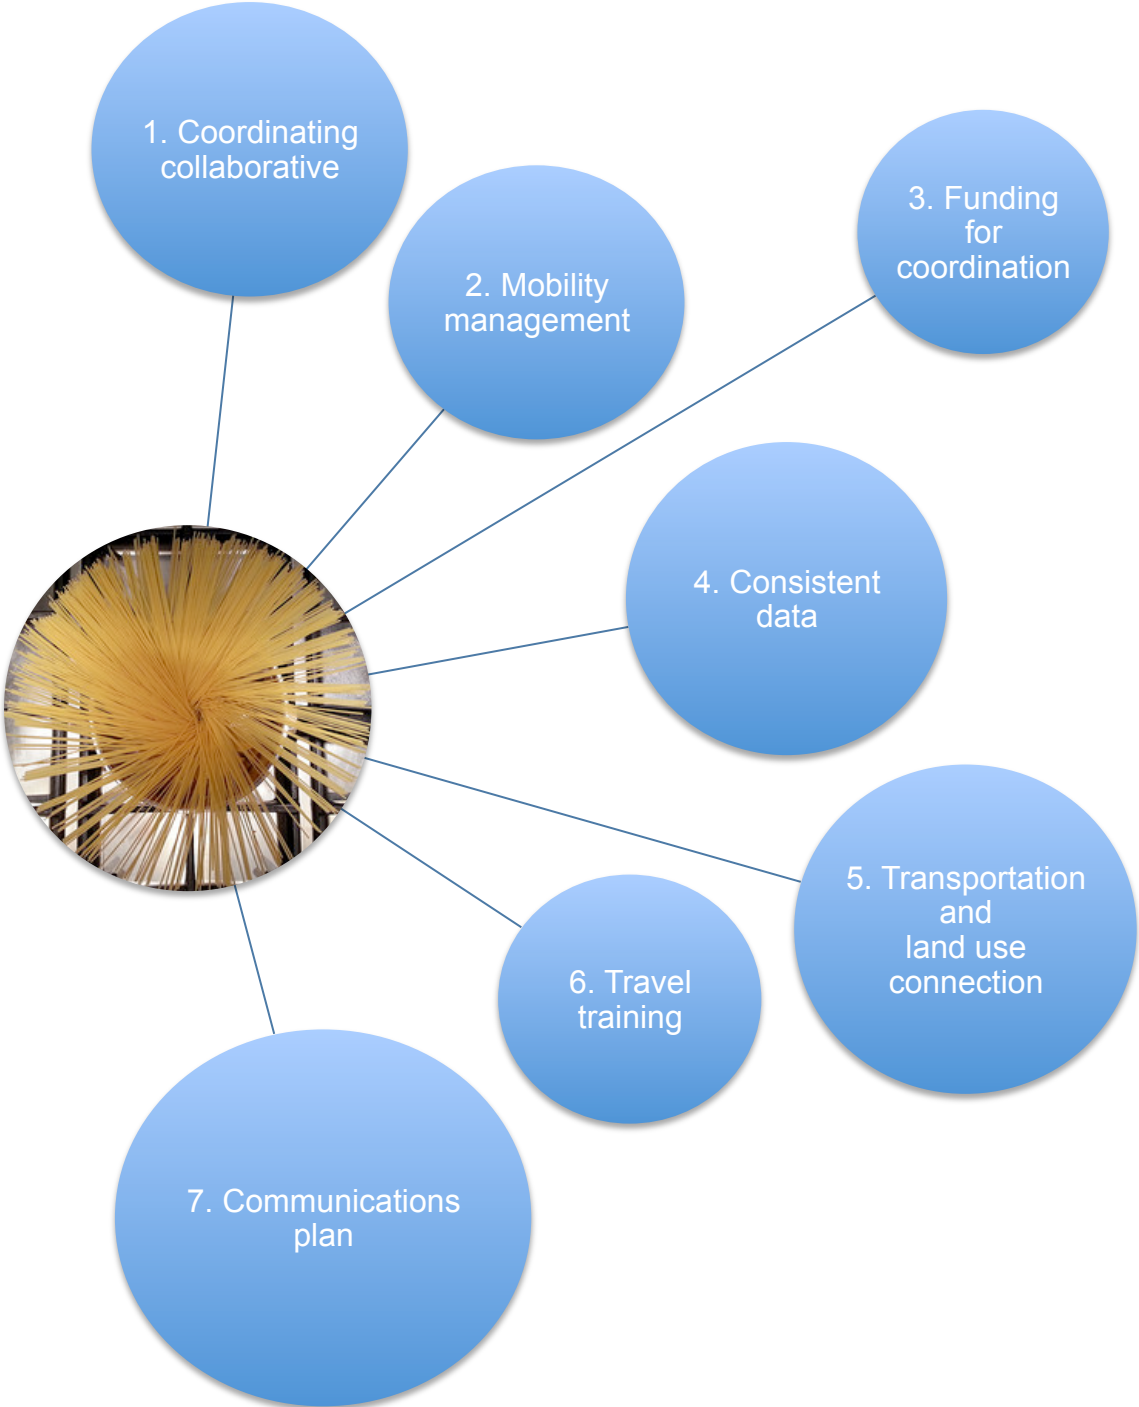 1. Coordinating
collaborative
2. Mobility
management
3. Funding
for
coordination
4. Consistent
data
5. Transportation
and
land use
connection
6. Travel
training
7. Communications
plan